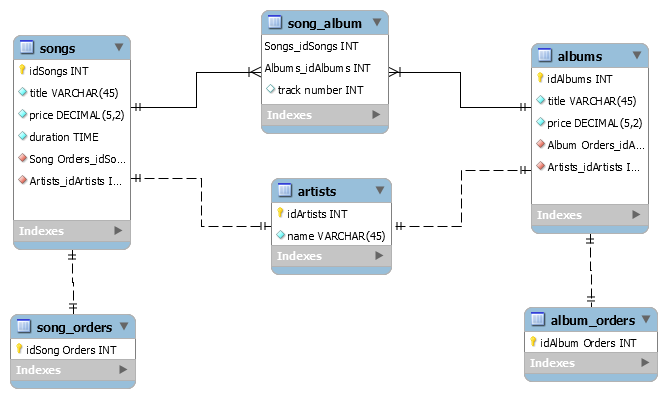 songs
idSongs INT
title VARCHAR(45)
price DECIMAL(5,2)
duration TIME
Song Orders_idSo...
Artists_idArtists I...
Indexes
song_album
Songs_idSongs INT
Albums_idAlbums INT
track number INT
Indexes
albums
idAlbums INT
title VARCHAR(45)
price DECIMAL(5,2)
Album Orders_idA...
Artists_idArtists I...
Indexes
artists
idArtists INT
name VARCHAR(45)
Indexes
song_orders
idSong Orders INT
Indexes
album_orders
idAlbum Orders INT
Indexes